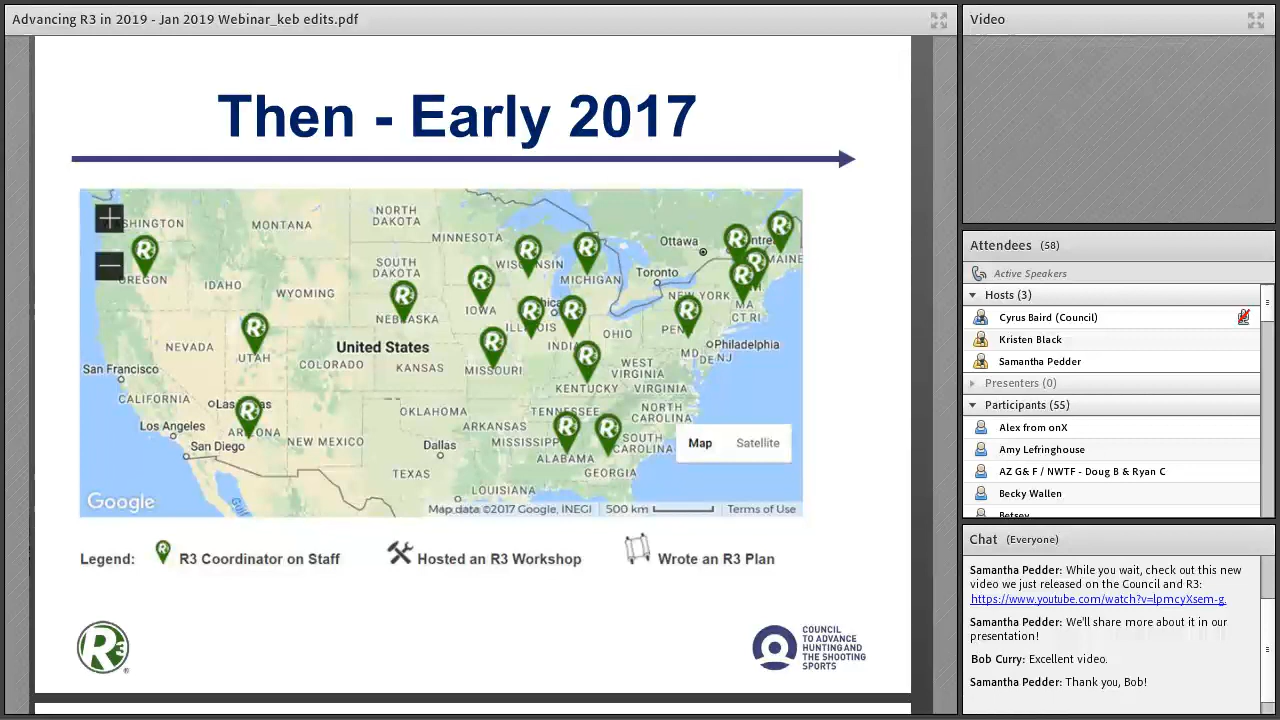 Advancing R3 in 2019 - Jan 2019 Webinar_keb edits.pdf
Then - Early 2017
SHINGTON
MONTANA
NORTH
DAKOTA
MINNESOTA
Ottawa
MAINE
OREGON
IDAHO
SOUTH
DAKOTA
WISCONSIN
MICHIGAN
Toronto
WYOMING
NEW YORK
NEBRASKA
IOWA
MA
CT RI
NEVADA
UTAH
United States
ILLINOIS
OHIO
PEN
Philadelphia
San Francisco
COLORADO
KANSAS
MISSOURI
INDIA
WEST
VIRGINIA
MD
DE
NJ
CALIFORNIA
KENTUCKY
VIRGINIA
Las Vegas
Los Angeles
ARIZONA
OKLAHOMA
TENNESSEE
NORTH
CAROLINA
San Diego
NEW MEXICO
ARKANSAS
Dallas
MISSISSIPPI
SOUTH
CAROLINA
Map Satellite
ALABAMA
TEXAS
GEORGIA
LOUISIANA
Google
Map data ©2017 Google, INEGI 500 km Terms of Use
Legend: R3 Coordinator on Staff Hosted an R3 Workshop Wrote an R3 Plan
R3
COUNCIL
TO ADVANCE
HUNTING AND
THE SHOOTING
SPORTS
Video
Attendees (58)
Active Speakers
Hosts (3)
Cyrus Baird (Council)
Kristen Black
Samantha Pedder
Presenters (0)
Participants (55)
Alex from onX
Amy Lefringhouse
AZ G& F / NWTF - Doug B & Ryan C
Becky Wallen
Betsey
Chat (Everyone)
Samantha Pedder: While you wait, check out this new
video we just released on the Council and R3:
https://www.youtube.com/watch?v=lpmcyXsem-g.
Samantha Pedder: We'll share more about it in our
presentation!
Bob Curry: Excellent video.
Samantha Pedder: Thank you, Bob!